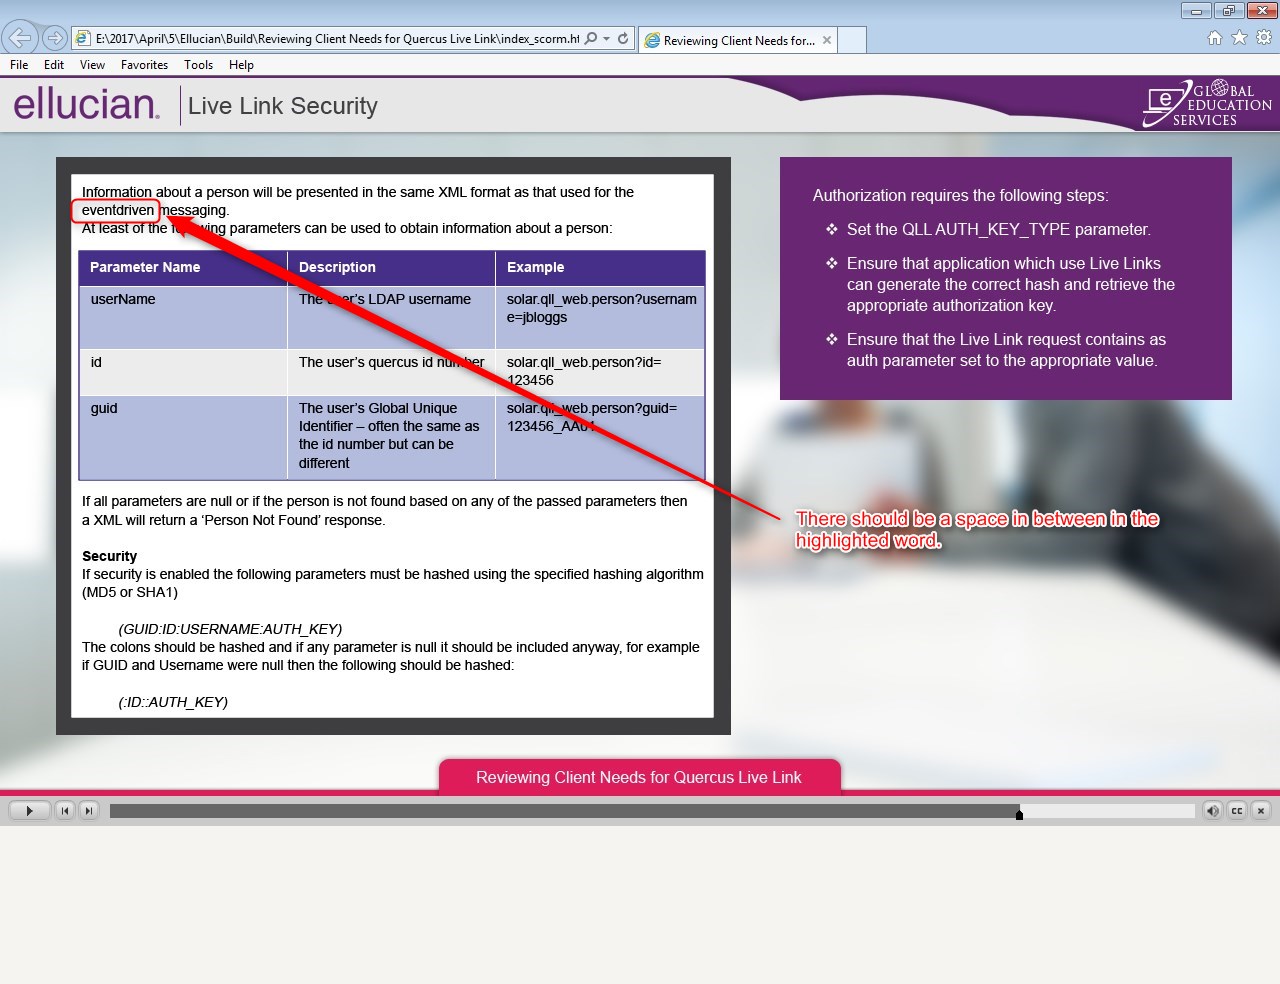 E:\2017\April\5\Ellucian\Build\Reviewing Client Needs for Quercus Live Link\index_scorm.ht
Reviewing Client Needs for...
File Edit View Favorites Tools Help
ellucian.
Live Link Security
GLOBAL
EDUCATION
SERVICES
Information about a person will be presented in the same XML format as that used for the
eventdriven messaging.
At least of the following parameters can be used to obtain information about a person:
Parameter Name Description Example
userName The user's LDAP username solar.qll_web.person?usernam
e=jbloggs
id The user's quercus id number solar.qll_web.person?id=
123456
guid The user's Global Unique solar.qll_web.person?guid=
Identifier – often the same as
the id number but can be
different
If all parameters are null or if the person is not found based on any of the passed parameters then
a XML will return a ‘Person Not Found’ response.
Security
If security is enabled the following parameters must be hashed using the specified hashing algorithm
(MD5 or SHA1)
(GUID:ID:USERNAME:AUTH_KEY)
The colons should be hashed and if any parameter is null it should be included anyway, for example
if GUID and Username were null then the following should be hashed:
(:ID::AUTH_KEY)
Authorization requires the following steps:
❖ Set the QLL AUTH_KEY_TYPE parameter.
❖ Ensure that application which use Live Links
can generate the correct hash and retrieve the
appropriate authorization key.
❖ Ensure that the Live Link request contains as
auth parameter set to the appropriate value.
There should be a space in between in the
highlighted word.
Reviewing Client Needs for Quercus Live Link
CC